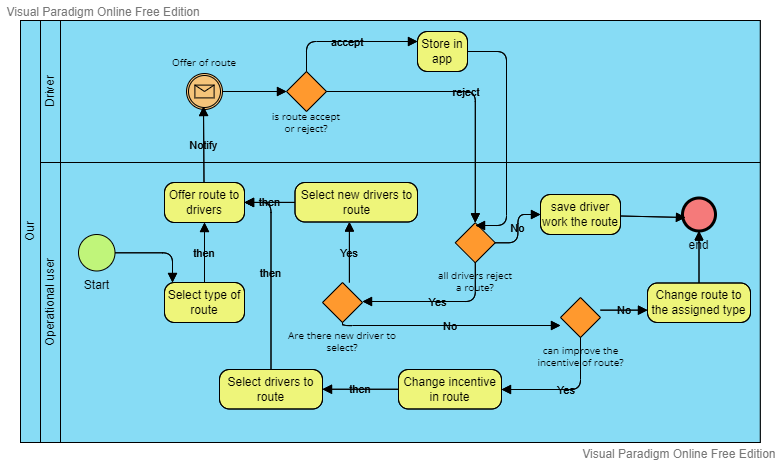 Visual Paradigm Online Free Edition
Our
Driver
Offer of route
is route accept
or reject?
accept
Store in
app
reject
Notify
Operational user
Start
then
Select type of
route
Offer route to
drivers
then
Select new drivers to
route
then
Yes
Are there new driver to
select?
Yes
all drivers reject
a route?
No
save driver
work the route
end
No
can improve the
incentive of route?
No
Change route to
the assigned type
Yes
Change incentive
in route
then
Select drivers to
route
Visual Paradigm Online Free Edition